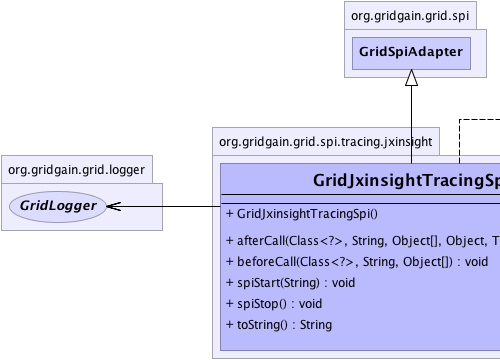 org.gridgain.grid.spi
GridSpiAdapter
org.gridgain.grid.spi.tracing.jxinsight
org.gridgain.grid.logger
GridLogger
GridJxinsightTracingSp
+ GridJxinsightTracingSpi()
+ afterCall(Class<?>, String, Object[], Object, T
+ beforeCall(Class<?>, String, Object[]) : void
+ spiStart(String) : void
+ spiStop() : void
+ toString() : String